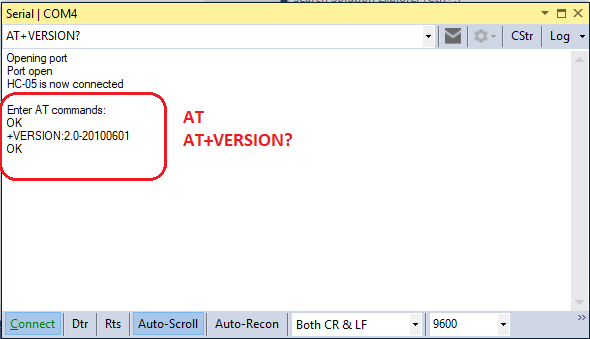 Serial | COM4
AT+VERSION?
CStr
Log
Opening port
Port open
HC-05 is now connected
Enter AT commands:
OK
+VERSION:2.0-20100601
OK
AT
AT+VERSION?
Connect
Dtr
Rts
Auto-Scroll
Auto-Recon
Both CR & LF
9600